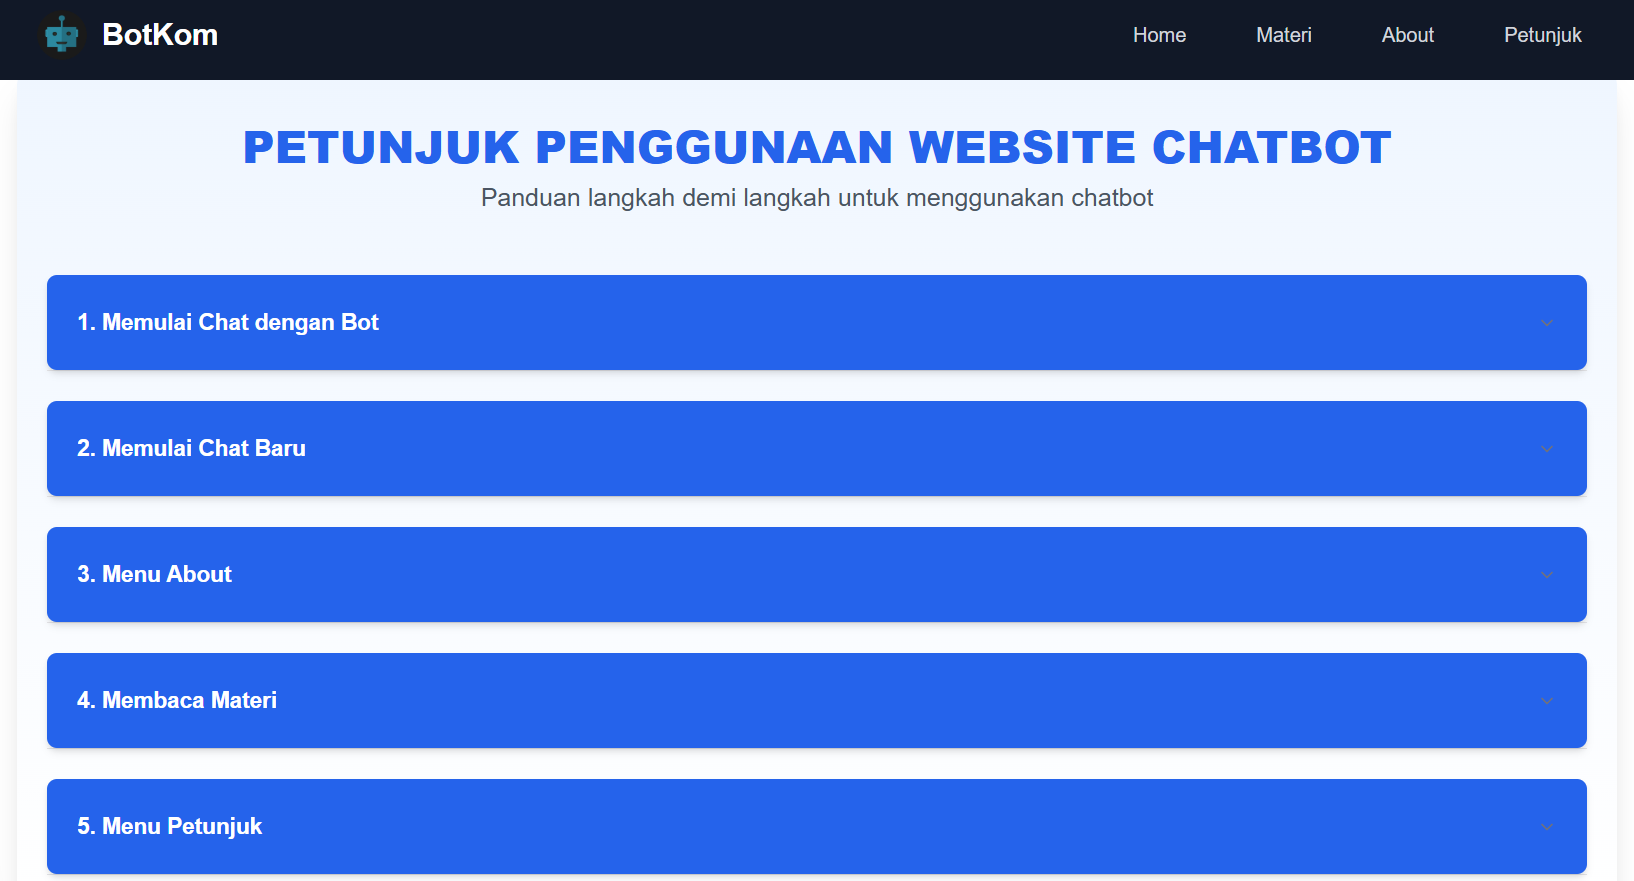 BotKom
Home Materi About Petunjuk
PETUNJUK PENGGUNAAN WEBSITE CHATBOT
Panduan langkah demi langkah untuk menggunakan chatbot
1. Memulai Chat dengan Bot
2. Memulai Chat Baru
3. Menu About
4. Membaca Materi
5. Menu Petunjuk